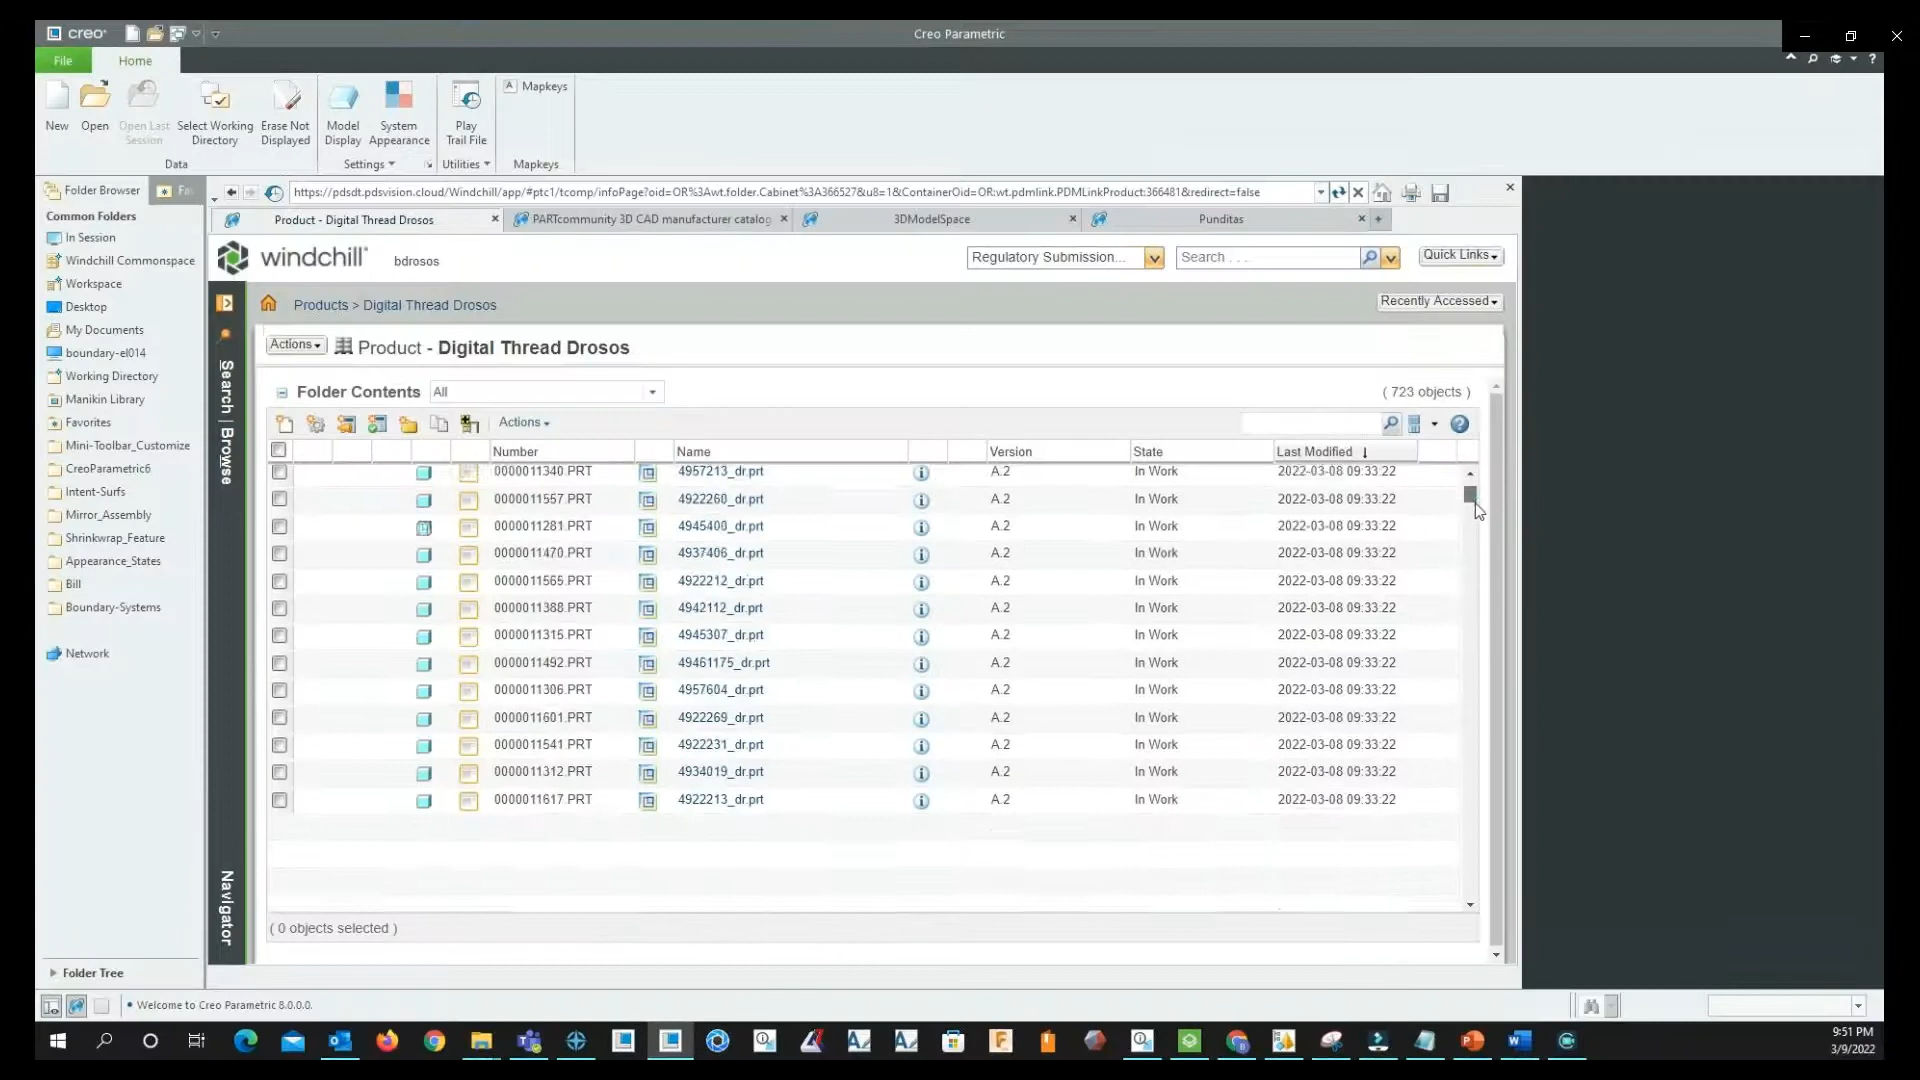 creo
Creo Parametric
File
Home
New
Open
Open Last Session
Select Working Directory
Erase Not Displayed
Model Display
System Appearance
Play Trail File
Mapkeys
Data
Settings
Utilities
Mapkeys
Folder Browser
Fa
https://pdsdt.pdsvision.cloud/Windchill/app/#ptc1/tcomp/infoPage?oid=OR%3Awt.folder.Cabinet%3A366527&u8=1&ContainerOid=OR:wt.pdmlink.PDMLinkProduct:366481&redirect=false
Product - Digital Thread Drosos
PARTcommunity 3D CAD manufacturer catalog
3DModelSpace
Punditas
Common Folders
In Session
Windchill Commonspace
Workspace
Desktop
My Documents
boundary-el014
Working Directory
Manikin Library
Favorites
Mini-Toolbar_Customize
CreoParametric6
Intent-Surfs
Mirror_Assembly
Shrinkwrap_Feature
Appearance_States
Bill
Boundary-Systems
Network
Folder Tree
windchill
bdrosos
Regulatory Submission...
Search . . .
Quick Links
Products > Digital Thread Drosos
Recently Accessed
Search | Browse
Navigator
Actions
Product - Digital Thread Drosos
Folder Contents
All
( 723 objects )
Actions
Number Name Version State Last Modified
0000011340.PRT 4957213_dr.prt A.2 In Work 2022-03-08 09:33:22
0000011557.PRT 4922260_dr.prt A.2 In Work 2022-03-08 09:33:22
0000011281.PRT 4945400_dr.prt A.2 In Work 2022-03-08 09:33:22
0000011470.PRT 4937406_dr.prt A.2 In Work 2022-03-08 09:33:22
0000011565.PRT 4922212_dr.prt A.2 In Work 2022-03-08 09:33:22
0000011388.PRT 4942112_dr.prt A.2 In Work 2022-03-08 09:33:22
0000011315.PRT 4945307_dr.prt A.2 In Work 2022-03-08 09:33:22
0000011492.PRT 49461175_dr.prt A.2 In Work 2022-03-08 09:33:22
0000011306.PRT 4957604_dr.prt A.2 In Work 2022-03-08 09:33:22
0000011601.PRT 4922269_dr.prt A.2 In Work 2022-03-08 09:33:22
0000011541.PRT 4922231_dr.prt A.2 In Work 2022-03-08 09:33:22
0000011312.PRT 4934019_dr.prt A.2 In Work 2022-03-08 09:33:22
0000011617.PRT 4922213_dr.prt A.2 In Work 2022-03-08 09:33:22
( 0 objects selected )
• Welcome to Creo Parametric 8.0.0.0.
9:51 PM
3/9/2022